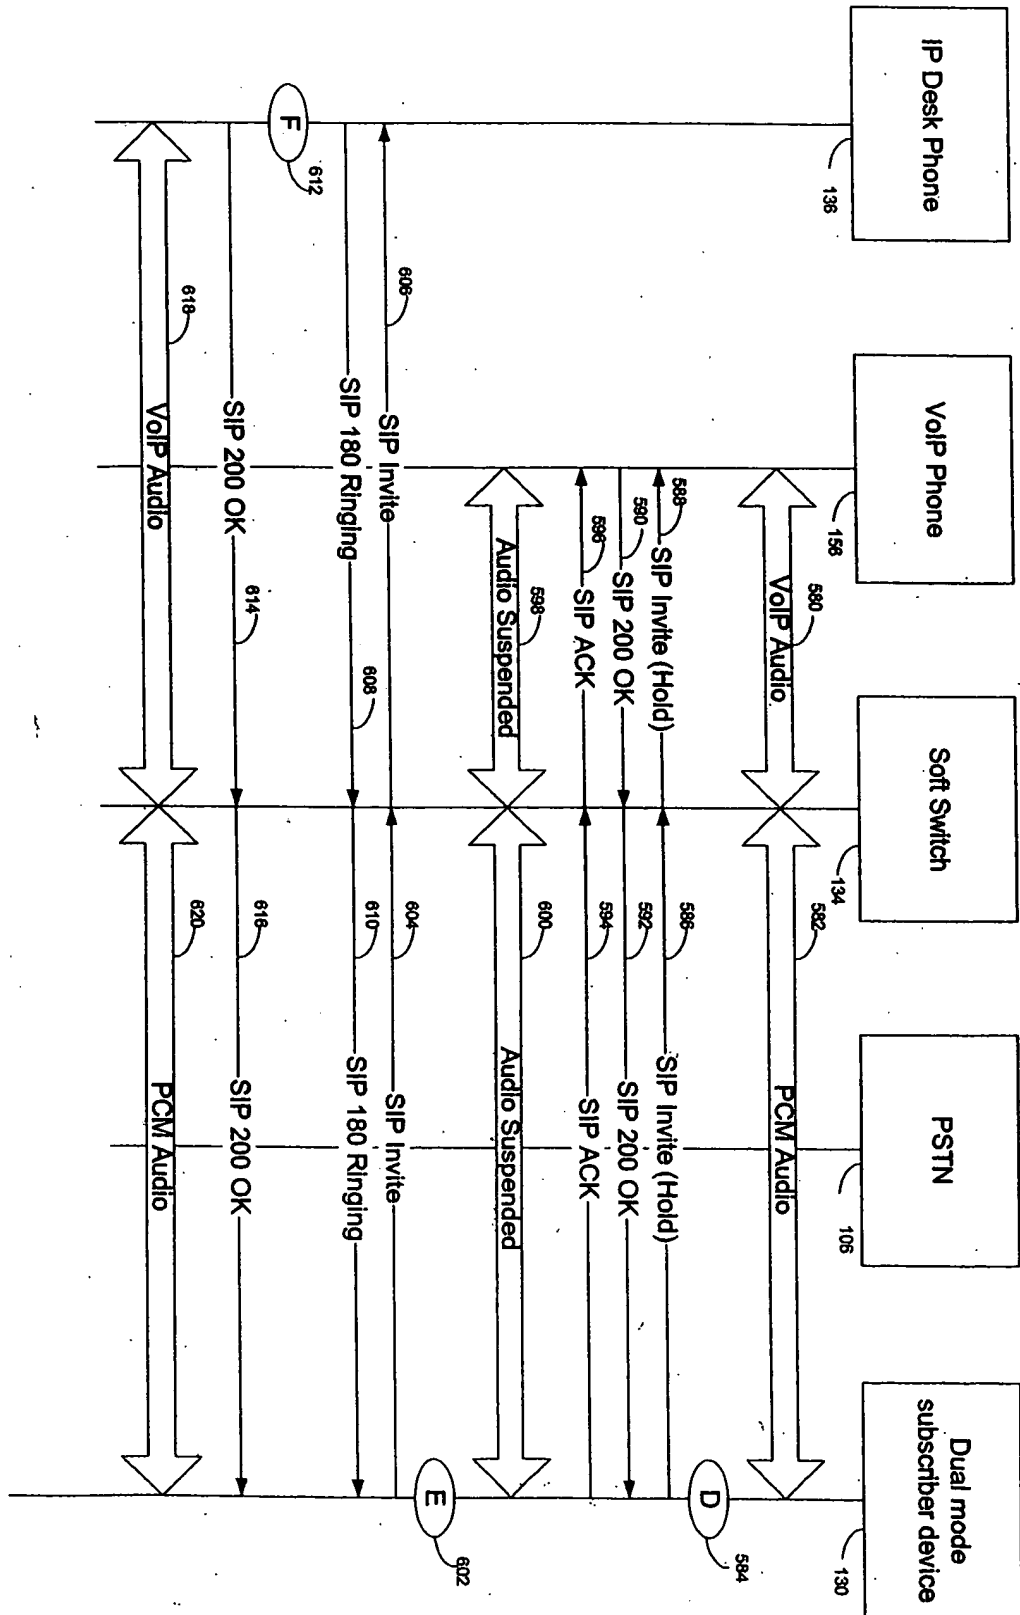 IP Desk Phone
136
VoIP Phone
156
Soft Switch
134
PSTN
106
Dual mode
subscriber device
130
VoIP Audio
580
PCM Audio
582
D
584
SIP Invite (Hold)
588
SIP Invite (Hold)
586
SIP 200 OK
590
SIP 200 OK
592
SIP ACK
596
SIP ACK
594
Audio Suspended
598
Audio Suspended
600
E
602
SIP Invite
606
SIP Invite
604
SIP 180 Ringing
608
SIP 180 Ringing
610
F
612
SIP 200 OK
614
SIP 200 OK
616
VoIP Audio
618
PCM Audio
620